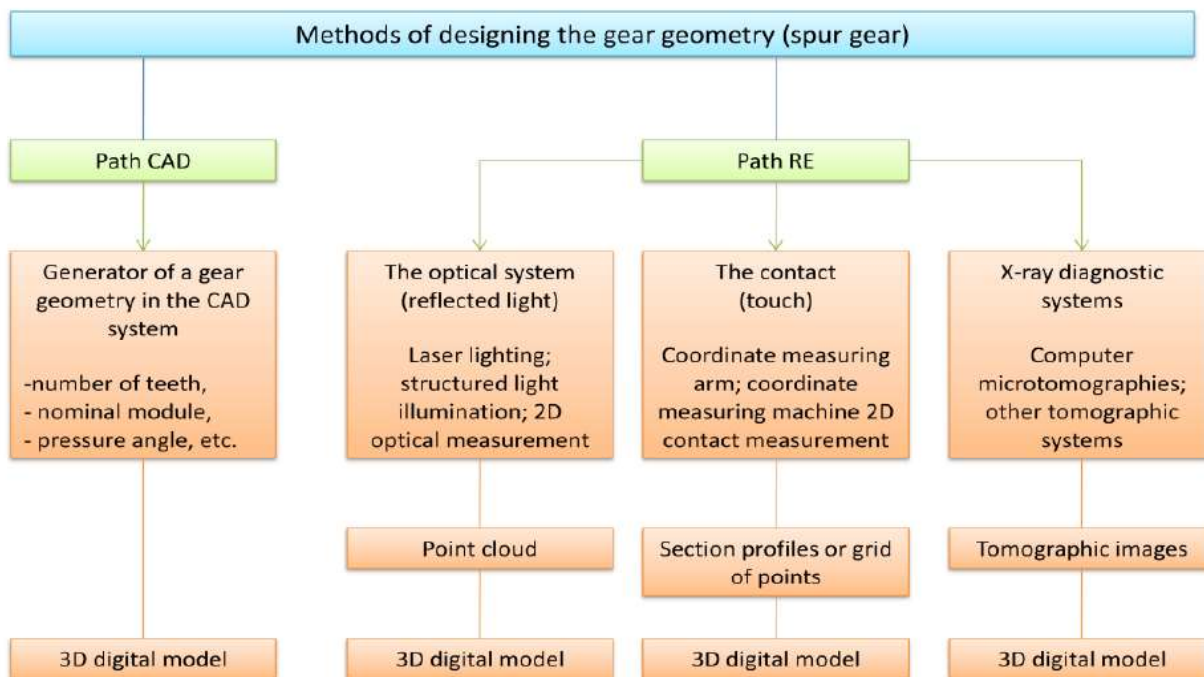 Methods of designing the gear geometry (spur gear)
Path CAD
Path RE
Generator of a gear
geometry in the CAD
system
-number of teeth,
- nominal module,
- pressure angle, etc.
The optical system
(reflected light)
Laser lighting;
structured light
illumination; 2D
optical measurement
The contact
(touch)
Coordinate measuring
arm; coordinate
measuring machine 2D
contact measurement
X-ray diagnostic
systems
Computer
microtomographies;
other tomographic
systems
Point cloud
Section profiles or grid
of points
Tomographic images
3D digital model
3D digital model
3D digital model
3D digital model